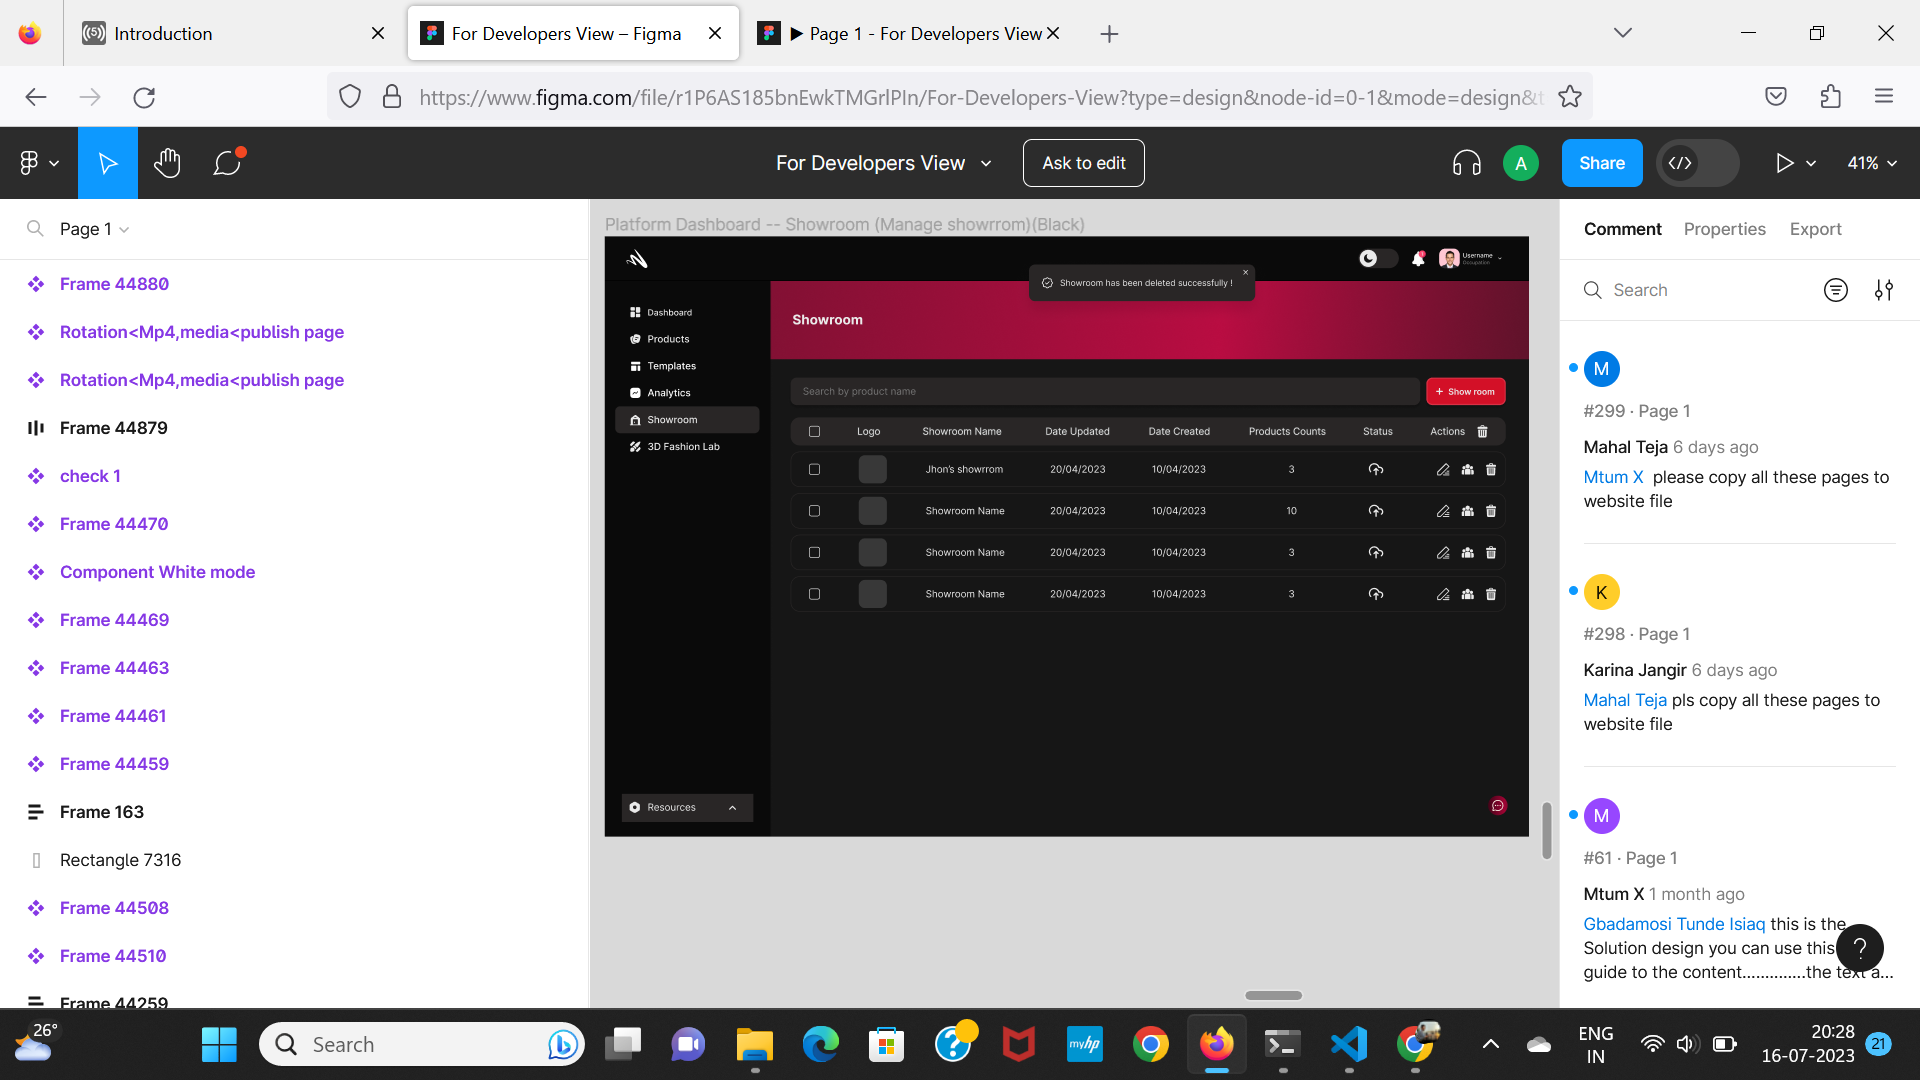 Introduction
For Developers View – Figma
Page 1 - For Developers View
https://www.figma.com/file/r1P6AS185bnEwkTMGrlPIn/For-Developers-View?type=design&node-id=0-1&mode=design&t
For Developers View
Ask to edit
A
Share
41%
Page 1
Frame 44880
Rotation<Mp4,media<publish page
Rotation<Mp4,media<publish page
Frame 44879
check 1
Frame 44470
Component White mode
Frame 44469
Frame 44463
Frame 44461
Frame 44459
Frame 163
Rectangle 7316
Frame 44508
Frame 44510
Frame 44259
Platform Dashboard -- Showroom (Manage showrrom)(Black)
Username
Occupation
Showroom has been deleted successfully !
Dashboard
Products
Templates
Analytics
Showroom
3D Fashion Lab
Resources
Showroom
Search by product name
+ Show room
Logo Showroom Name Date Updated Date Created Products Counts Status Actions
Jhon's showrrom 20/04/2023 10/04/2023 3
Showroom Name 20/04/2023 10/04/2023 10
Showroom Name 20/04/2023 10/04/2023 3
Showroom Name 20/04/2023 10/04/2023 3
Comment Properties Export
Search
M
#299 · Page 1
Mahal Teja 6 days ago
Mtum X please copy all these pages to
website file
K
#298 · Page 1
Karina Jangir 6 days ago
Mahal Teja pls copy all these pages to
website file
M
#61 · Page 1
Mtum X 1 month ago
Gbadamosi Tunde Isiaq this is the
Solution design you can use this
guide to the content..............the text a...
?
26°
Search
myhp
ENG
IN
20:28
16-07-2023
21